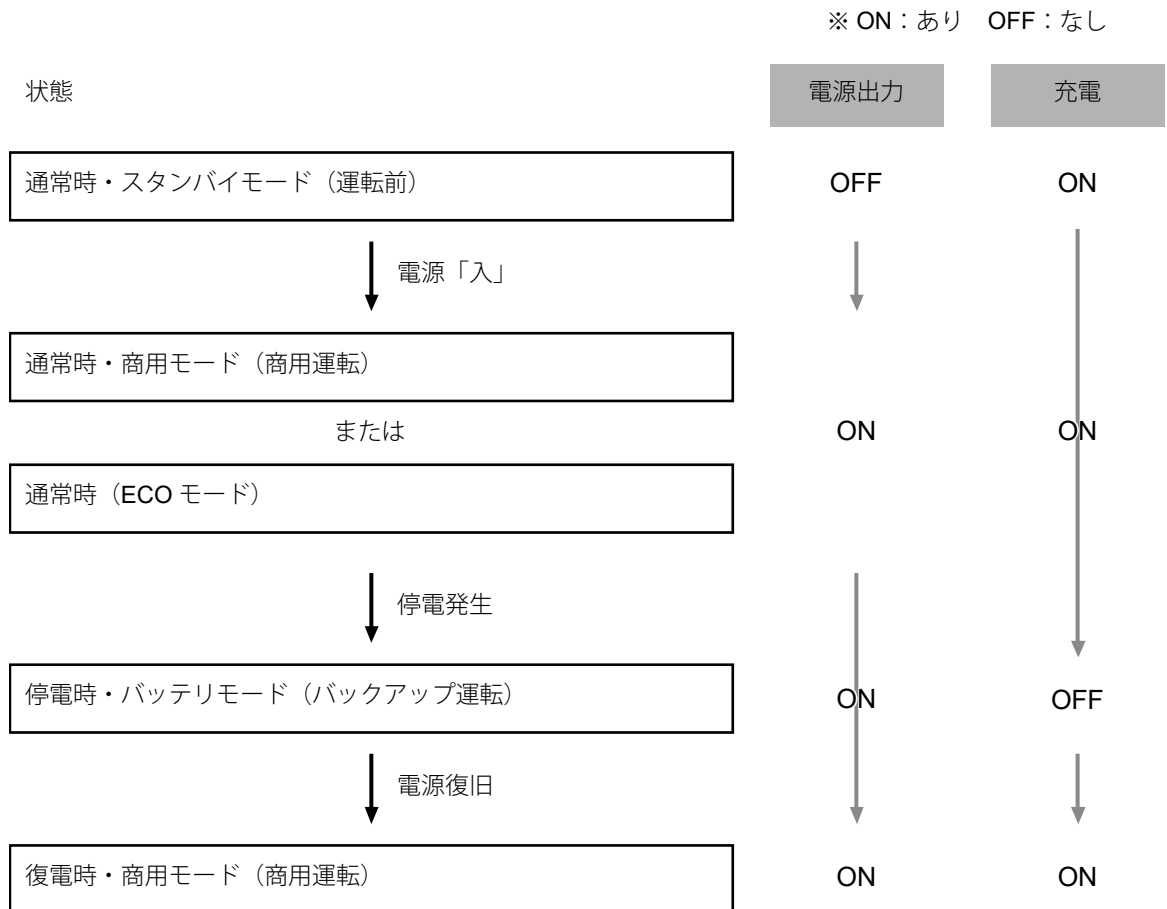 ※ ON：あり　OFF：なし
状態 電源出力 充電
通常時・スタンバイモード（運転前） OFF ON
電源「入」
通常時・商用モード（商用運転）
または ON ON
通常時（ECO モード）
停電発生
停電時・バッテリモード（バックアップ運転） ON OFF
電源復旧
復電時・商用モード（商用運転） ON ON